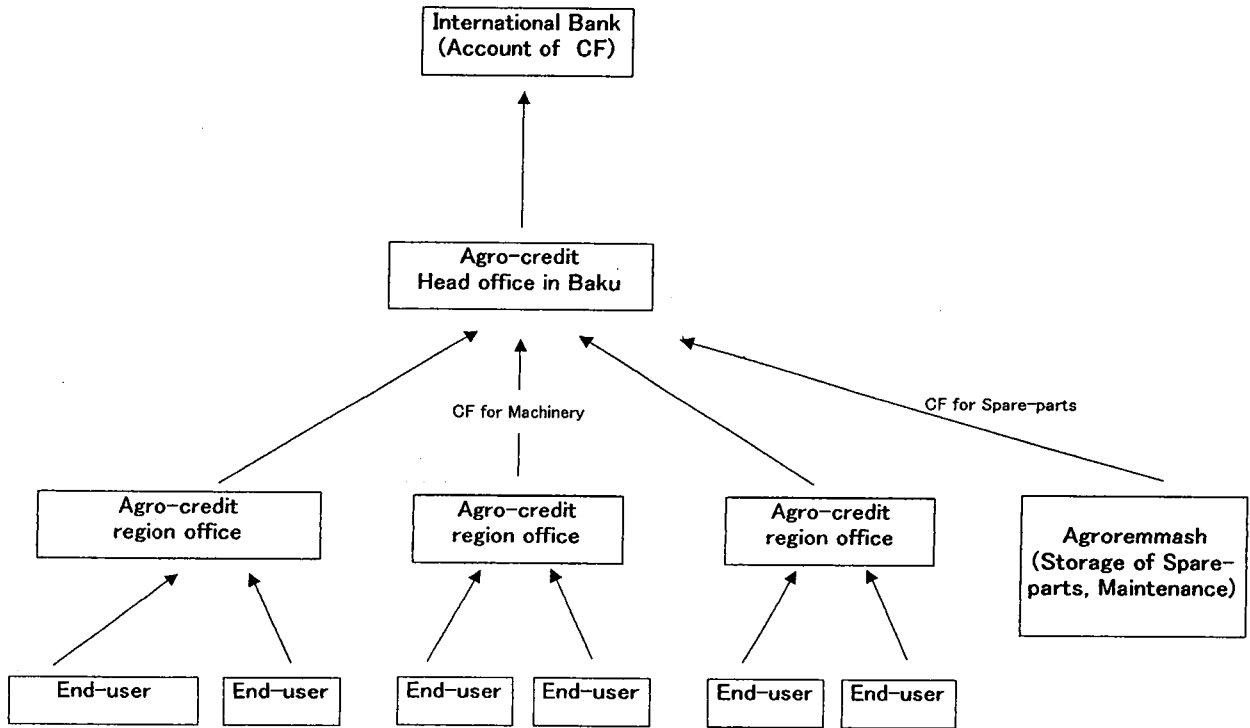 International Bank
(Account of CF)
Agro-credit
Head office in Baku
CF for Machinery
CF for Spare-parts
Agro-credit
region office
Agro-credit
region office
Agro-credit
region office
Agroremmash
(Storage of Spare-
parts, Maintenance)
End-user
End-user
End-user
End-user
End-user
End-user